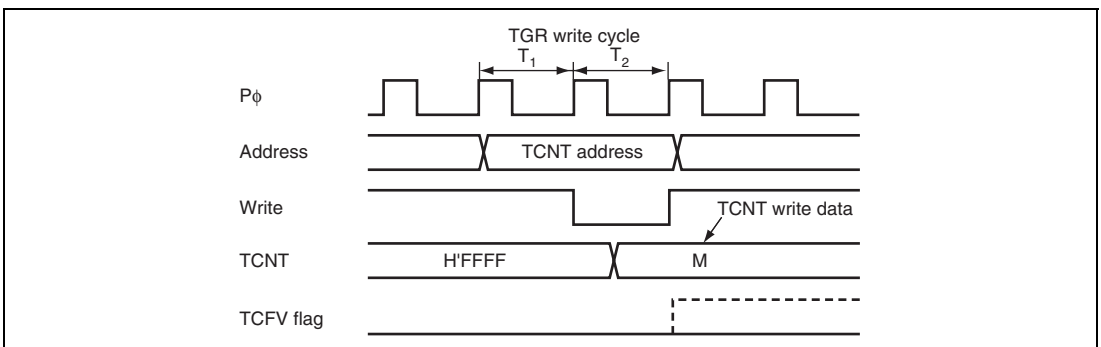 TGR write cycle
T1 T2
Pφ
Address
TCNT address
Write
TCNT write data
TCNT
H'FFFF
M
TCFV flag